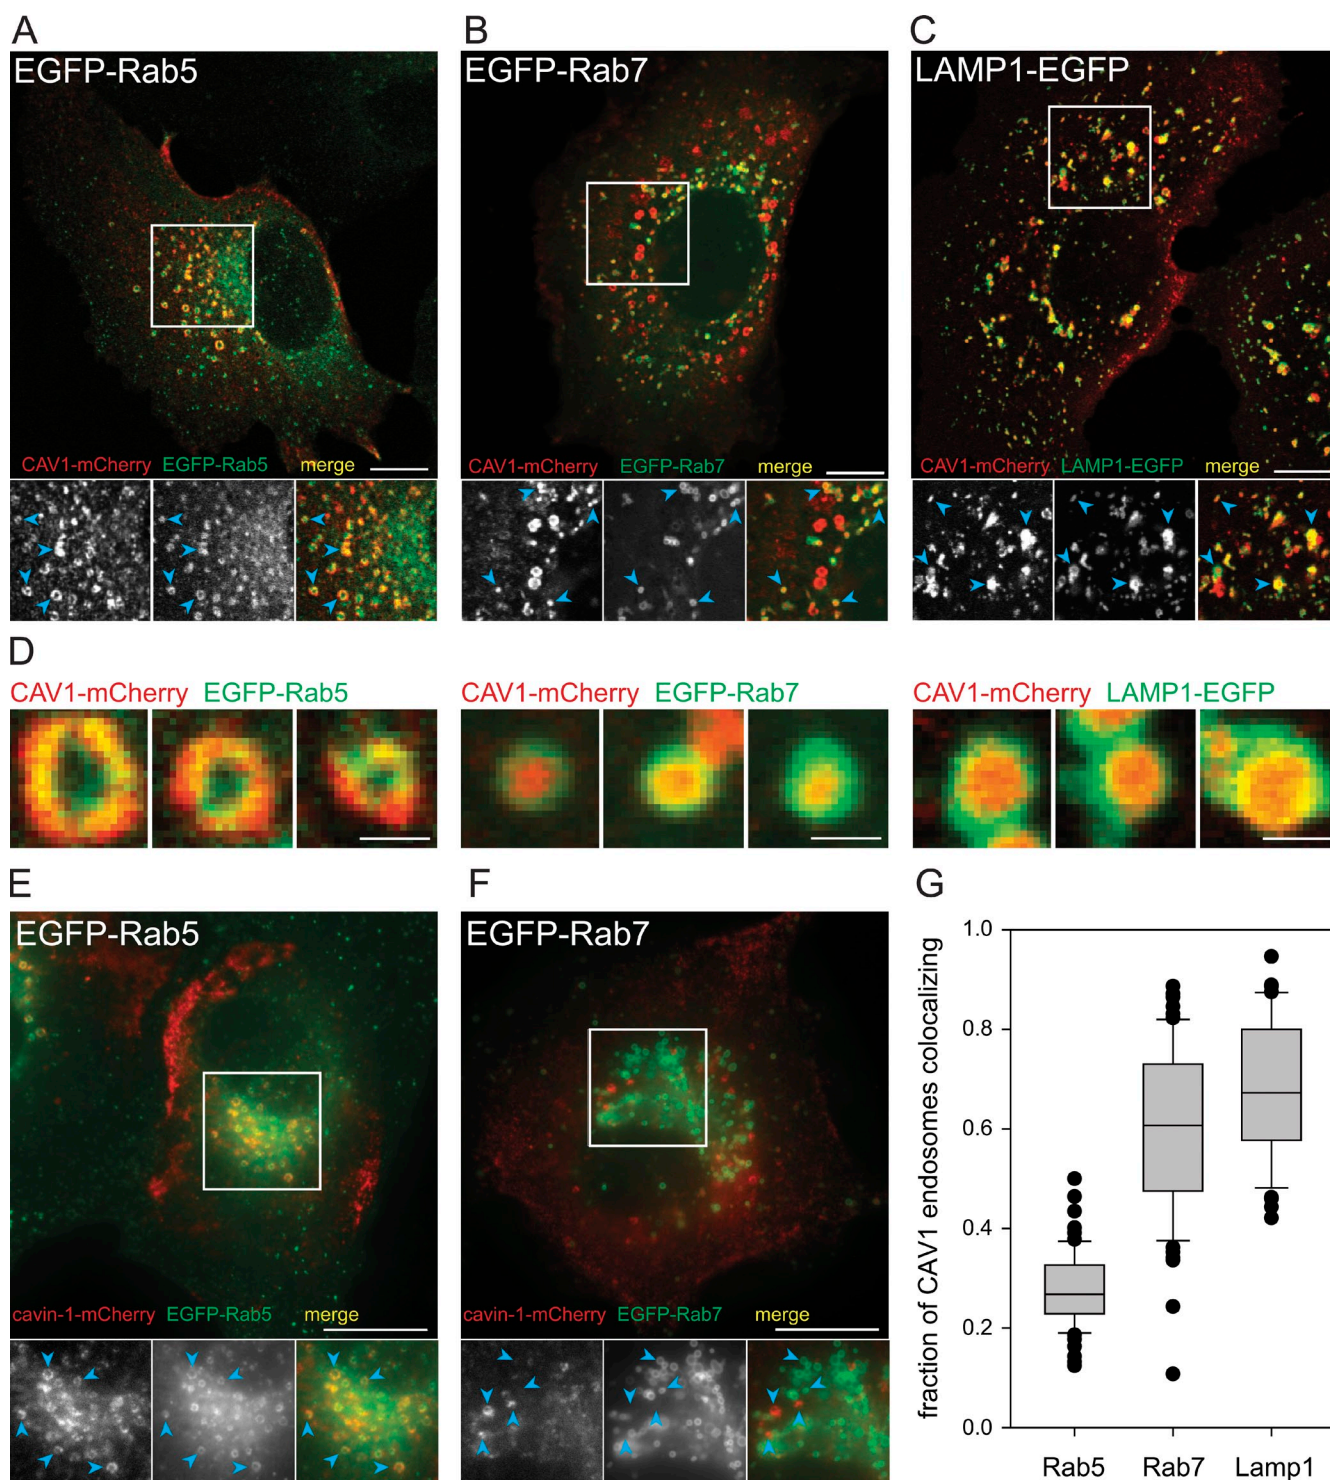 A
B
C
EGFP-Rab5
EGFP-Rab7
LAMP1-EGFP
CAV1-mCherry EGFP-Rab5 merge
CAV1-mCherry EGFP-Rab7 merge
CAV1-mCherry LAMP1-EGFP merge
D
CAV1-mCherry EGFP-Rab5
CAV1-mCherry EGFP-Rab7
CAV1-mCherry LAMP1-EGFP
E
F
G
EGFP-Rab5
EGFP-Rab7
cavin-1-mCherry EGFP-Rab5 merge
cavin-1-mCherry EGFP-Rab7 merge
fraction of CAV1 endosomes colocalizing
1.0
0.8
0.6
0.4
0.2
0.0
Rab5 Rab7 Lamp1